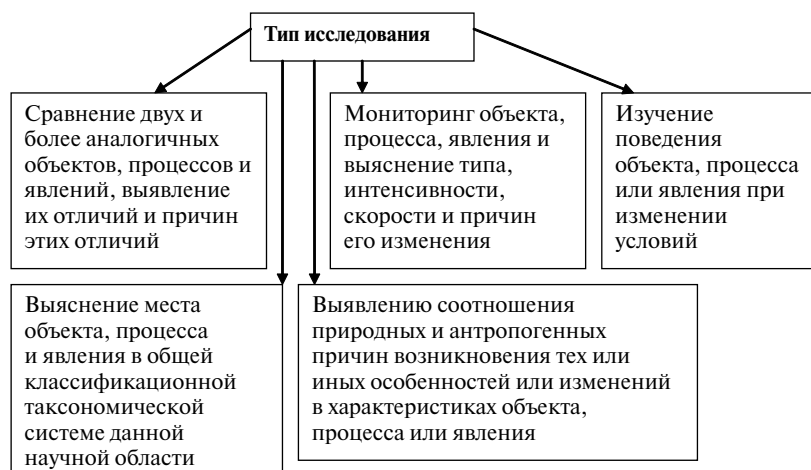 Тип исследования
Сравнение двух и
более аналогичных
объектов, процессов и
явлений, выявление
их отличий и причин
этих отличий
Мониторинг объекта,
процесса, явления и
выяснение типа,
интенсивности,
скорости и причин
его изменения
Изучение
поведения
объекта, процесса
или явления при
изменении
условий
Выяснение места
объекта, процесса
и явления в общей
классификационной
таксономической
системе данной
научной области
Выявлению соотношения
природных и антропогенных
причин возникновения тех или
иных особенностей или изменений
в характеристиках объекта,
процесса или явления